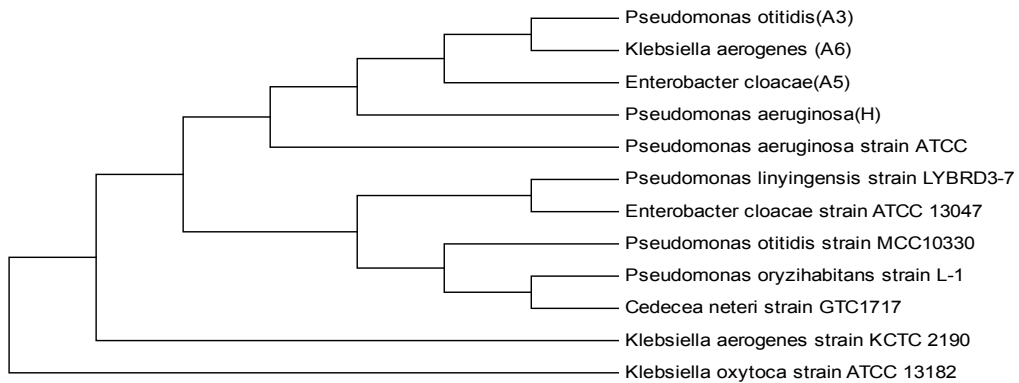 Pseudomonas otitidis(A3)
Klebsiella aerogenes (A6)
Enterobacter cloacae(A5)
Pseudomonas aeruginosa(H)
Pseudomonas aeruginosa strain ATCC
Pseudomonas linyingensis strain LYBRD3-7
Enterobacter cloacae strain ATCC 13047
Pseudomonas otitidis strain MCC10330
Pseudomonas oryzihabitans strain L-1
Cedecea neteri strain GTC1717
Klebsiella aerogenes strain KCTC 2190
Klebsiella oxytoca strain ATCC 13182